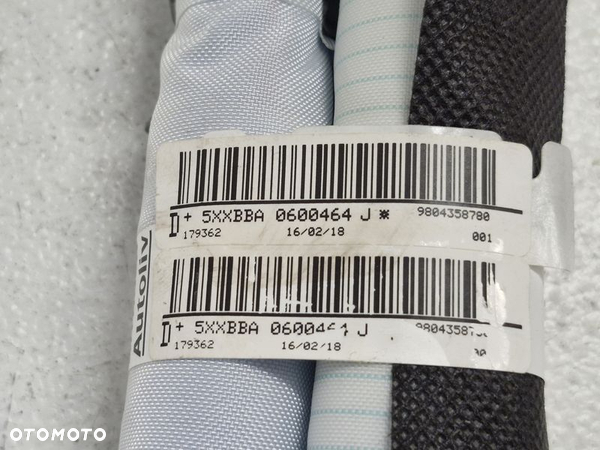 D + 5XXBBA 0600464 J ✱ 9804358780
179362 16/02/18 001
Autoliv
D + 5XXBBA J
179362 16/02/18
OTOMOTO